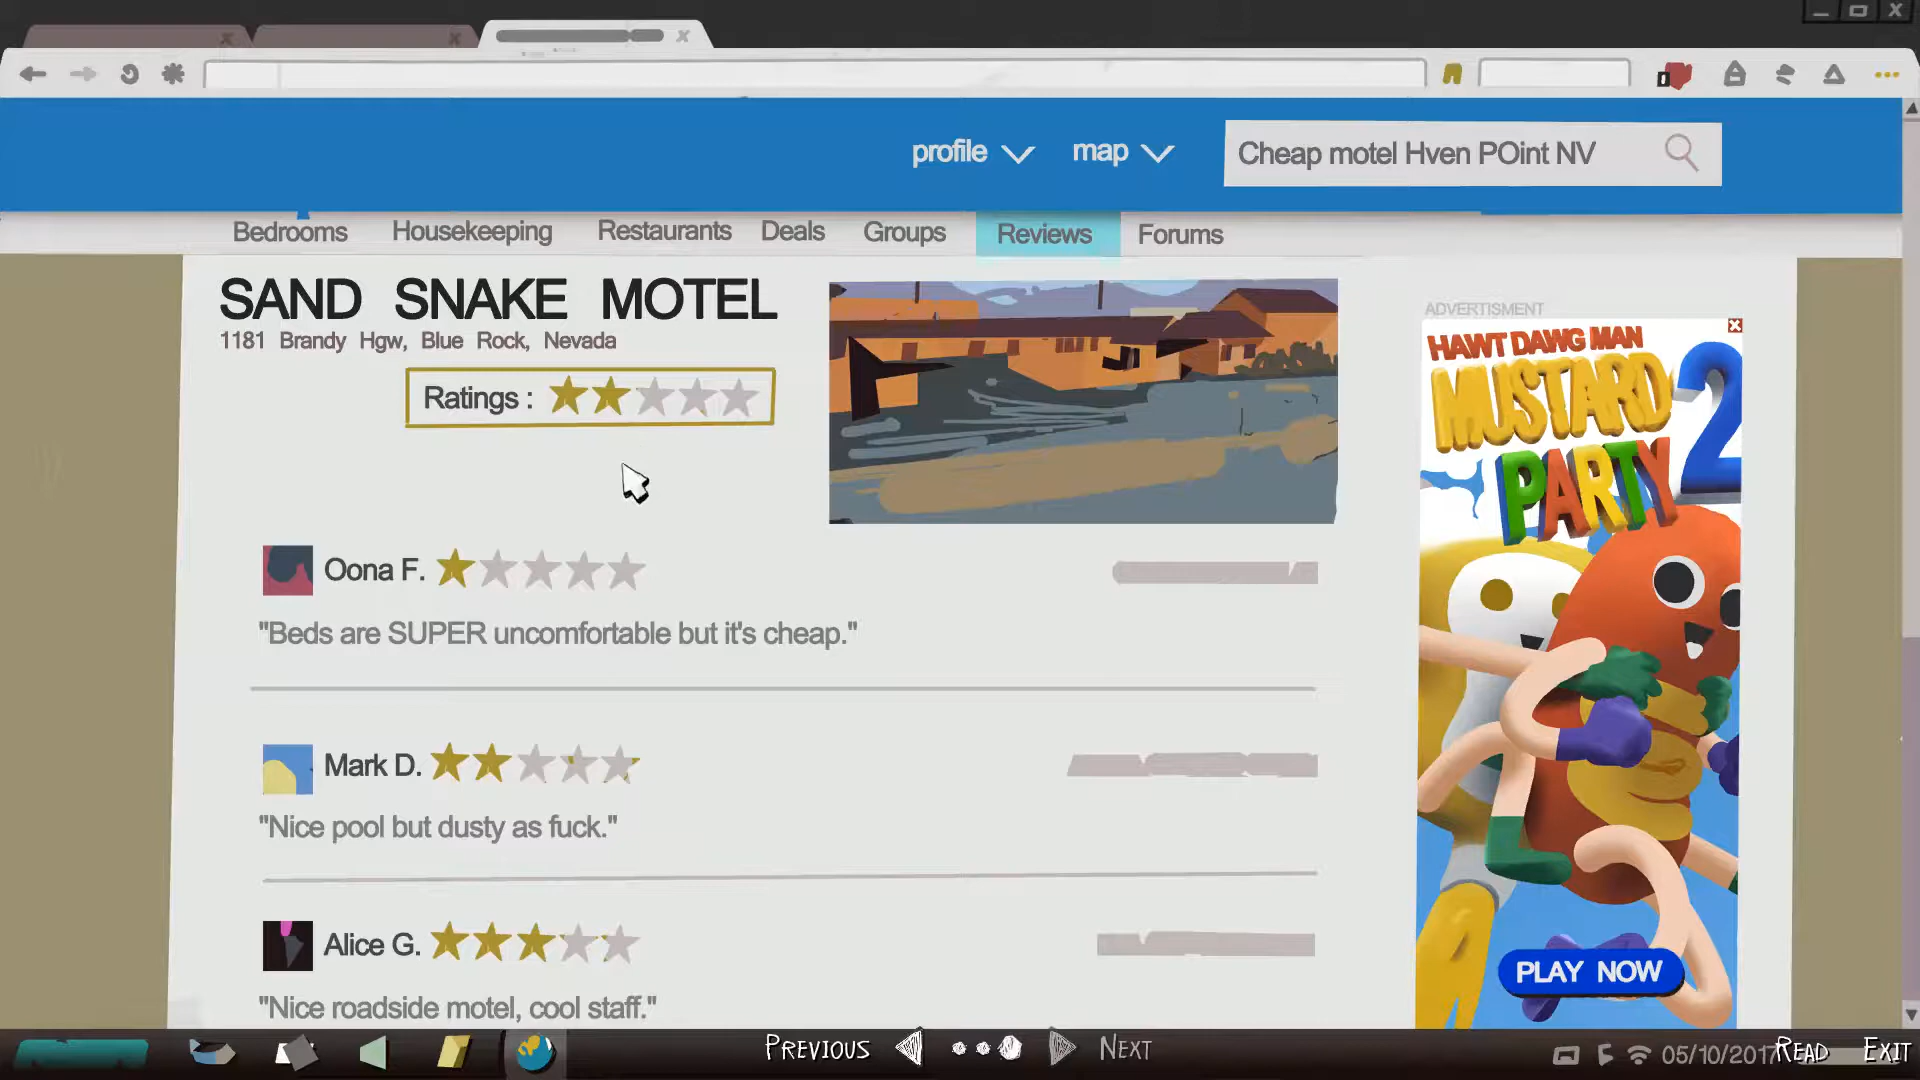 profile
map
Cheap motel Hven POint NV
Bedrooms Housekeeping Restaurants Deals Groups Reviews Forums
SAND SNAKE MOTEL
1181 Brandy Hgw, Blue Rock, Nevada
Ratings :
ADVERTISMENT
HAWT DAWG MAN
MUSTARD
PARTY
2
Oona F.
"Beds are SUPER uncomfortable but it's cheap."
Mark D.
"Nice pool but dusty as fuck."
Alice G.
"Nice roadside motel, cool staff."
PLAY NOW
PREVIOUS
NEXT
05/10/2017
READ
EXIT